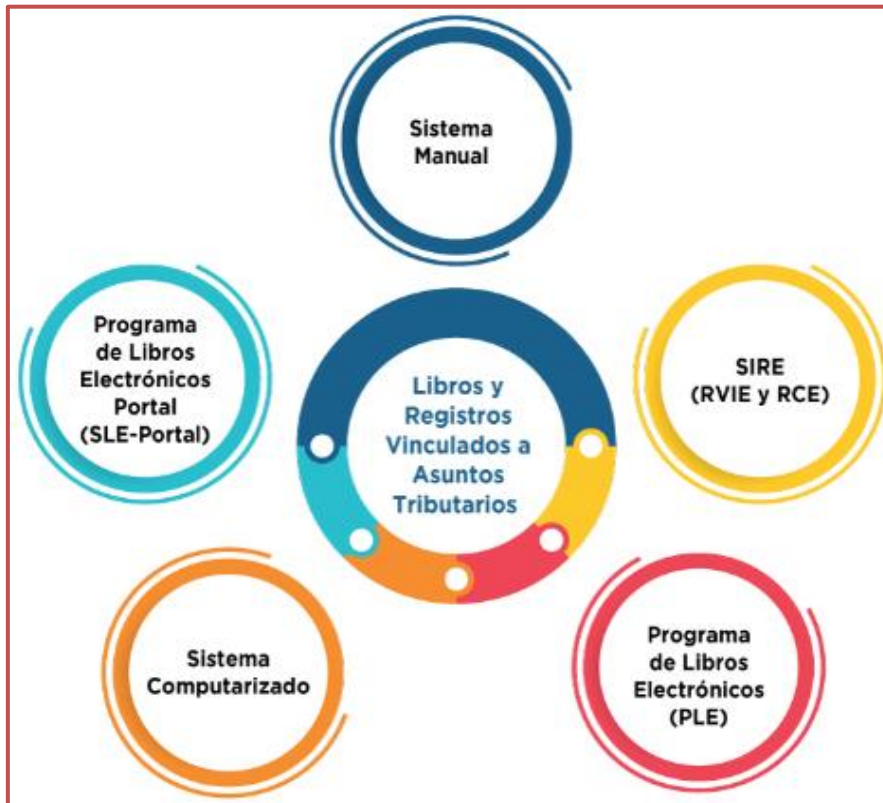 Sistema
Manual
Programa
de Libros
Electrónicos
Portal
(SLE-Portal)
Libros y
Registros
Vinculados a
Asuntos
Tributarios
SIRE
(RVIE y RCE)
Sistema
Computarizado
Programa
de Libros
Electrónicos
(PLE)